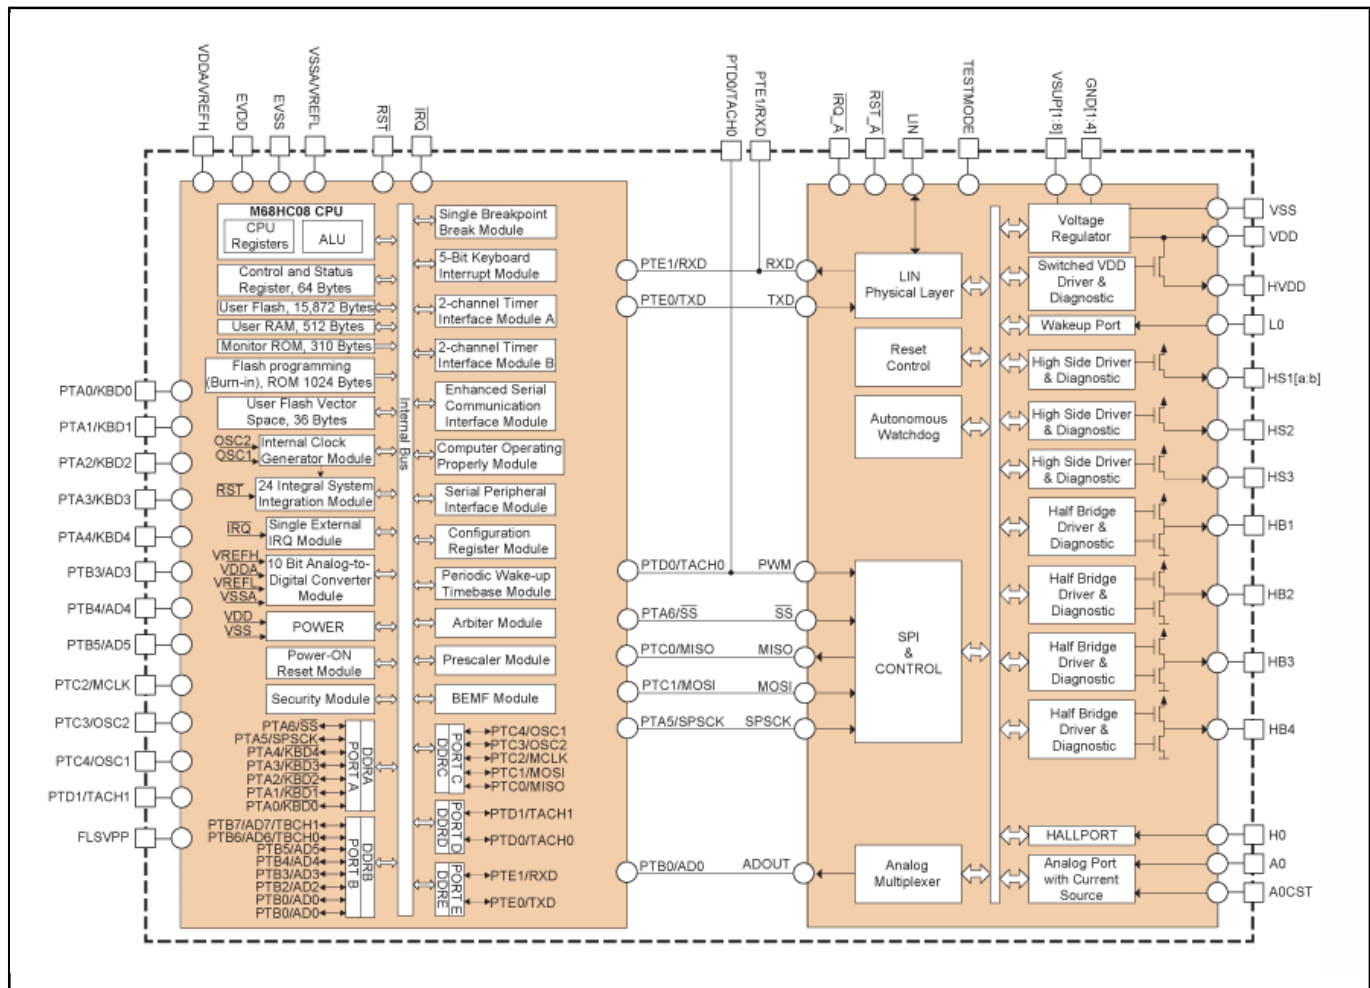 VDDA/VREFH
EVDD
EVSS
VSSA/VREFL
RST
IRQ
PTD0/TACH0
PTE1/RXD
IRQ_A
RST_A
LIN
TESTMODE
VSUP[1:8]
GND[1:4]
PTA0/KBD0
PTA1/KBD1
PTA2/KBD2
PTA3/KBD3
PTA4/KBD4
PTB3/AD3
PTB4/AD4
PTB5/AD5
PTC2/MCLK
PTC3/OSC2
PTC4/OSC1
PTD1/TACH1
FLSVPP
M68HC08 CPU
CPU
Registers
ALU
Control and Status
Register, 64 Bytes
User Flash, 15,872 Bytes
User RAM, 512 Bytes
Monitor ROM, 310 Bytes
Flash programming
(Burn-in), ROM 1024 Bytes
User Flash Vector
Space, 36 Bytes
OSC2
OSC1
Internal Clock
Generator Module
RST
24 Integral System
Integration Module
IRQ
Single External
IRQ Module
VREFH
VDDA
VREFL
VSSA
10 Bit Analog-to-
Digital Converter
Module
VDD
VSS
POWER
Power-ON
Reset Module
Security Module
PTA6/SS
PTA5/SPSCK
PTA4/KBD4
PTA3/KBD3
PTA2/KBD2
PTA1/KBD1
PTA0/KBD0
PORT A
DDRA
PTB7/AD7/TBCH1
PTB6/AD6/TBCH0
PTB5/AD5
PTB4/AD4
PTB3/AD3
PTB2/AD2
PTB0/AD0
PTB0/AD0
PORT B
DDRB
Internal Bus
Single Breakpoint
Break Module
5-Bit Keyboard
Interrupt Module
2-channel Timer
Interface Module A
2-channel Timer
Interface Module B
Enhanced Serial
Communication
Interface Module
Computer Operating
Properly Module
Serial Peripheral
Interface Module
Configuration
Register Module
Periodic Wake-up
Timebase Module
Arbiter Module
Prescaler Module
BEMF Module
DDRC
PORT C
PTC4/OSC1
PTC3/OSC2
PTC2/MCLK
PTC1/MOSI
PTC0/MISO
DDRD
PORT D
PTD1/TACH1
PTD0/TACH0
DDRE
PORT E
PTE1/RXD
PTE0/TXD
PTE1/RXD RXD
PTE0/TXD TXD
PTD0/TACH0 PWM
PTA6/SS SS
PTC0/MISO MISO
PTC1/MOSI MOSI
PTA5/SPSCK SPSCK
PTB0/AD0 ADOUT
LIN
Physical Layer
Reset
Control
Autonomous
Watchdog
SPI
&
CONTROL
Analog
Multiplexer
Voltage
Regulator
Switched VDD
Driver &
Diagnostic
Wakeup Port
High Side Driver
& Diagnostic
High Side Driver
& Diagnostic
High Side Driver
& Diagnostic
Half Bridge
Driver &
Diagnostic
Half Bridge
Driver &
Diagnostic
Half Bridge
Driver &
Diagnostic
Half Bridge
Driver &
Diagnostic
HALLPORT
Analog Port
with Current
Source
VSS
VDD
HVDD
L0
HS1[a:b]
HS2
HS3
HB1
HB2
HB3
HB4
H0
A0
A0CST